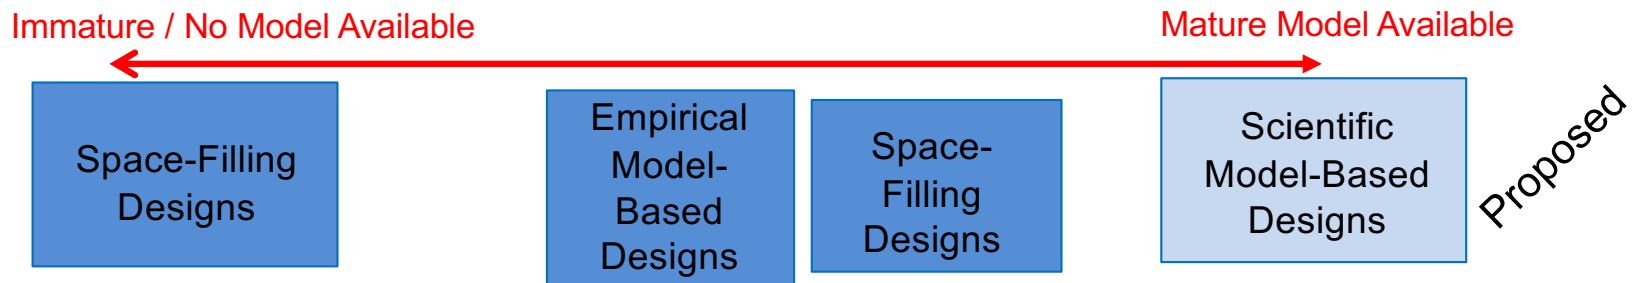 Immature / No Model Available
Mature Model Available
Space-Filling
Designs
Empirical
Model-
Based
Designs
Space-
Filling
Designs
Scientific
Model-Based
Designs
Proposed